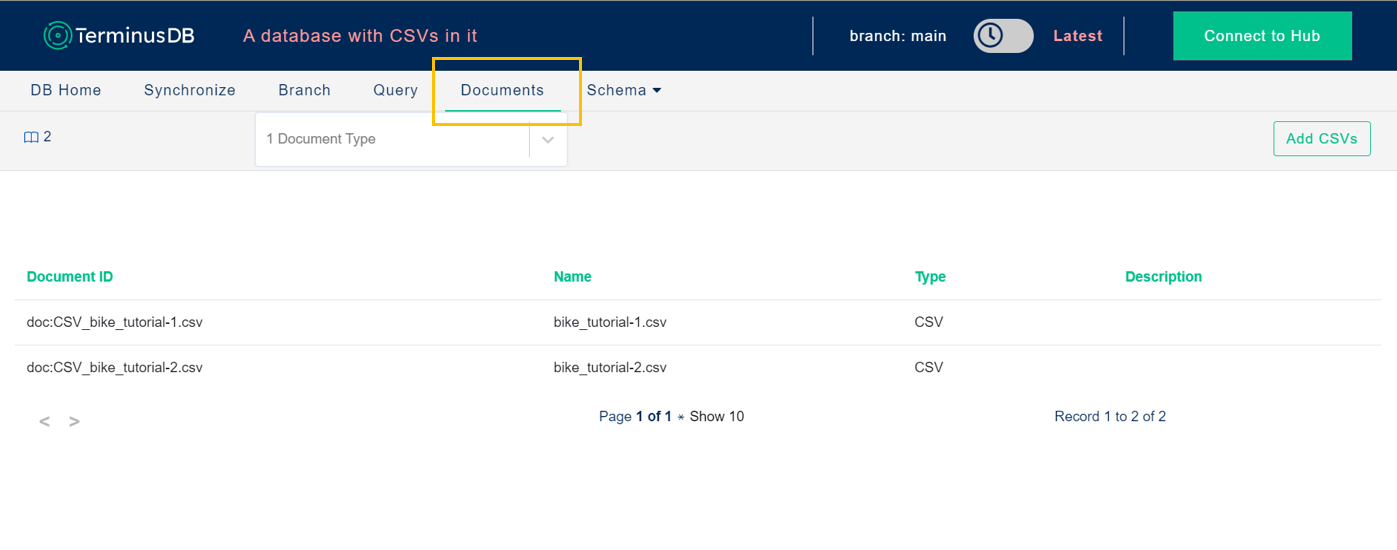 TerminusDB A database with CSVs in it branch: main Latest Connect to Hub
DB Home Synchronize Branch Query Documents Schema
2 1 Document Type Add CSVs
Document ID Name Type Description
doc:CSV_bike_tutorial-1.csv bike_tutorial-1.csv CSV
doc:CSV_bike_tutorial-2.csv bike_tutorial-2.csv CSV
< > Page 1 of 1 * Show 10 Record 1 to 2 of 2